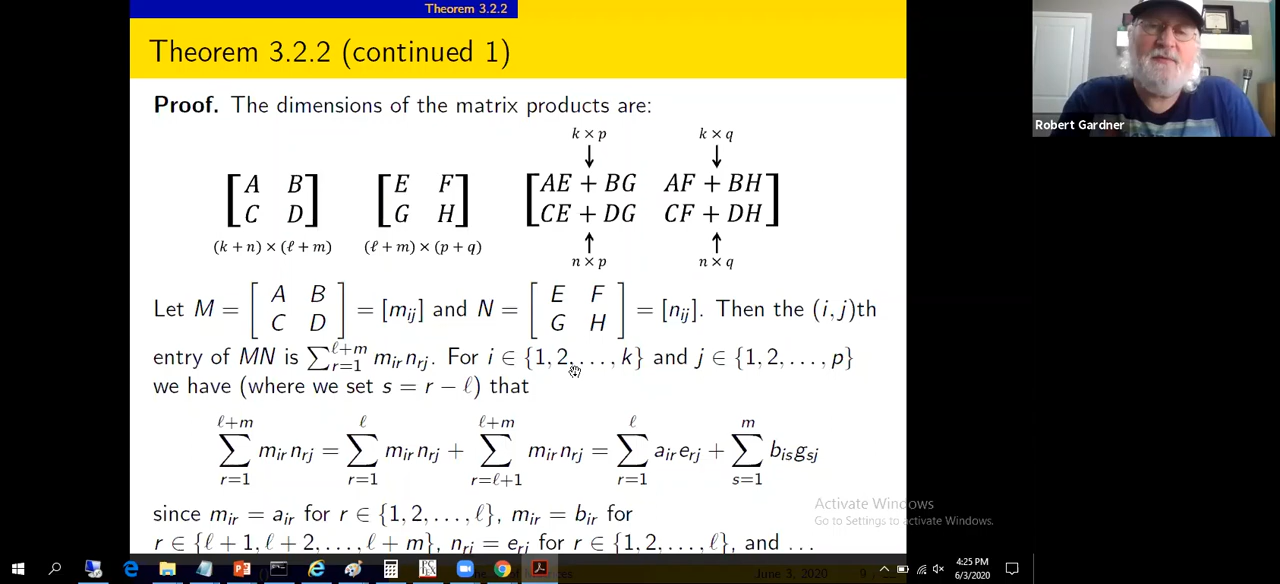 Theorem 3.2.2
Theorem 3.2.2 (continued 1)
Robert Gardner
Proof. The dimensions of the matrix products are:
k × p k × q
[A B] [E F] [AE + BG AF + BH]
[C D] [G H] [CE + DG CF + DH]
(k + n) × (ℓ + m) (ℓ + m) × (p + q)
n × p n × q
Let M = [A B; C D] = [m_ij] and N = [E F; G H] = [n_ij]. Then the (i, j)th
entry of MN is ∑_{r=1}^{ℓ+m} m_ir n_rj. For i ∈ {1, 2, . . . , k} and j ∈ {1, 2, . . . , p}
we have (where we set s = r − ℓ) that
∑_{r=1}^{ℓ+m} m_ir n_rj = ∑_{r=1}^{ℓ} m_ir n_rj + ∑_{r=ℓ+1}^{ℓ+m} m_ir n_rj = ∑_{r=1}^{ℓ} a_ir e_rj + ∑_{s=1}^{m} b_is g_sj
since m_ir = a_ir for r ∈ {1, 2, . . . , ℓ}, m_ir = b_ir for
r ∈ {ℓ + 1, ℓ + 2, . . . , ℓ + m}, n_rj = e_rj for r ∈ {1, 2, . . . , ℓ}, and . . .
Activate Windows
Go to Settings to activate Windows.
June 3, 2020
4:25 PM
6/3/2020